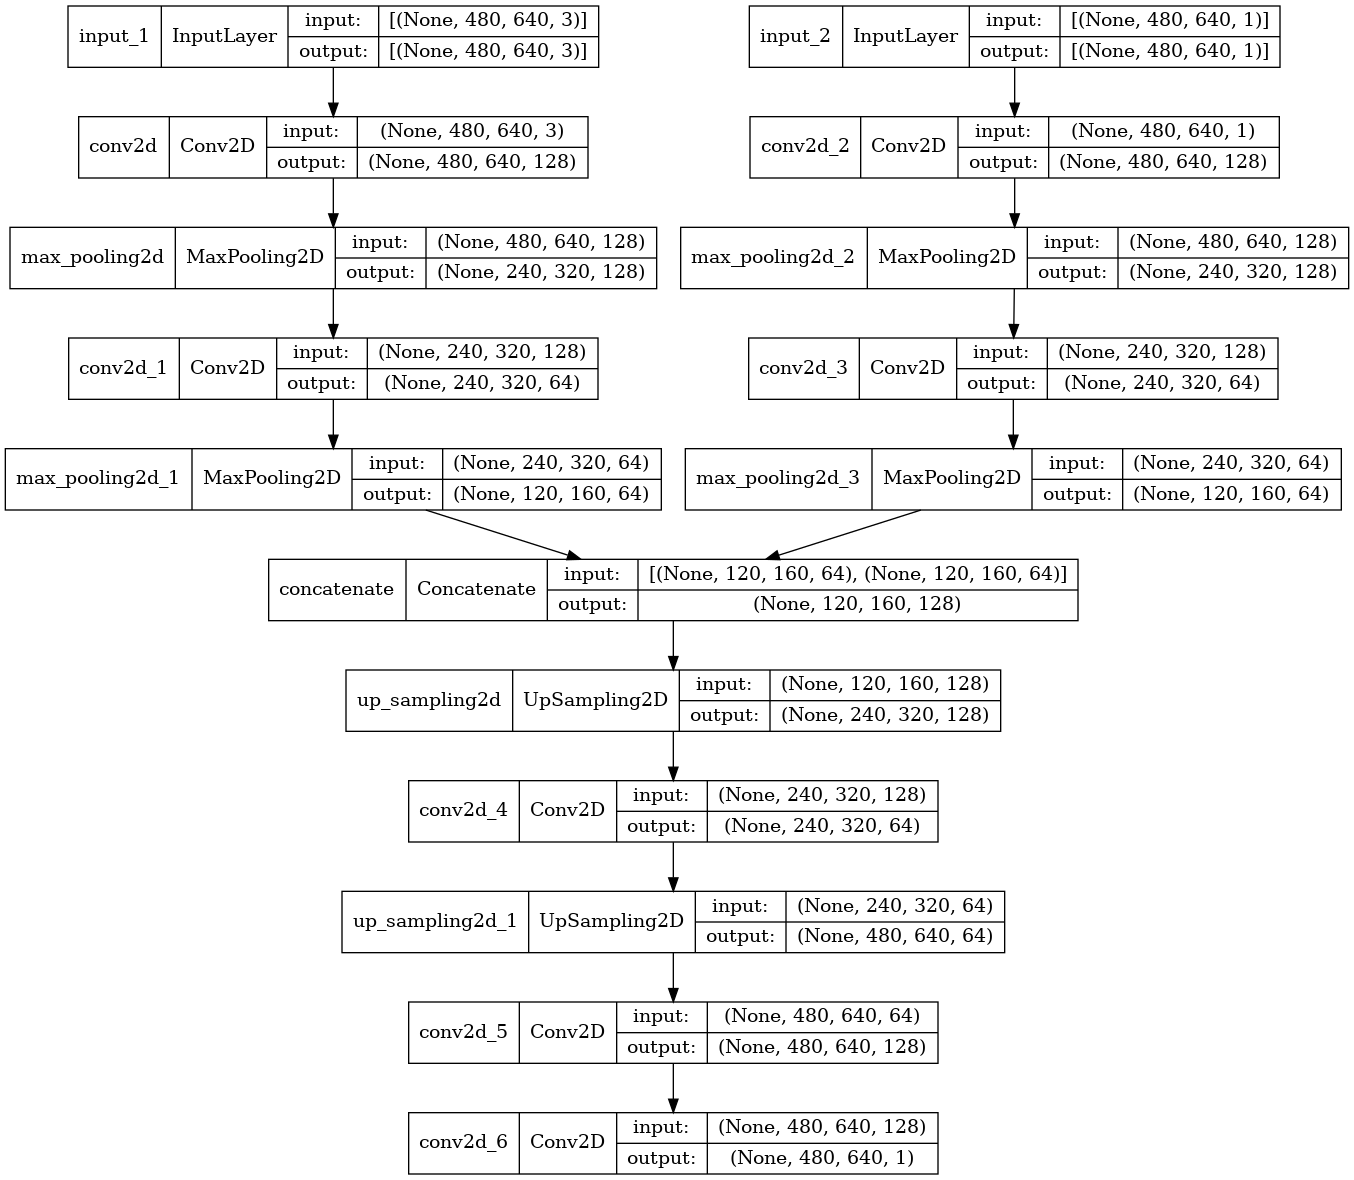 input_1 InputLayer input: [(None, 480, 640, 3)]
output: [(None, 480, 640, 3)]
input_2 InputLayer input: [(None, 480, 640, 1)]
output: [(None, 480, 640, 1)]
conv2d Conv2D input: (None, 480, 640, 3)
output: (None, 480, 640, 128)
conv2d_2 Conv2D input: (None, 480, 640, 1)
output: (None, 480, 640, 128)
max_pooling2d MaxPooling2D input: (None, 480, 640, 128)
output: (None, 240, 320, 128)
max_pooling2d_2 MaxPooling2D input: (None, 480, 640, 128)
output: (None, 240, 320, 128)
conv2d_1 Conv2D input: (None, 240, 320, 128)
output: (None, 240, 320, 64)
conv2d_3 Conv2D input: (None, 240, 320, 128)
output: (None, 240, 320, 64)
max_pooling2d_1 MaxPooling2D input: (None, 240, 320, 64)
output: (None, 120, 160, 64)
max_pooling2d_3 MaxPooling2D input: (None, 240, 320, 64)
output: (None, 120, 160, 64)
concatenate Concatenate input: [(None, 120, 160, 64), (None, 120, 160, 64)]
output: (None, 120, 160, 128)
up_sampling2d UpSampling2D input: (None, 120, 160, 128)
output: (None, 240, 320, 128)
conv2d_4 Conv2D input: (None, 240, 320, 128)
output: (None, 240, 320, 64)
up_sampling2d_1 UpSampling2D input: (None, 240, 320, 64)
output: (None, 480, 640, 64)
conv2d_5 Conv2D input: (None, 480, 640, 64)
output: (None, 480, 640, 128)
conv2d_6 Conv2D input: (None, 480, 640, 128)
output: (None, 480, 640, 1)